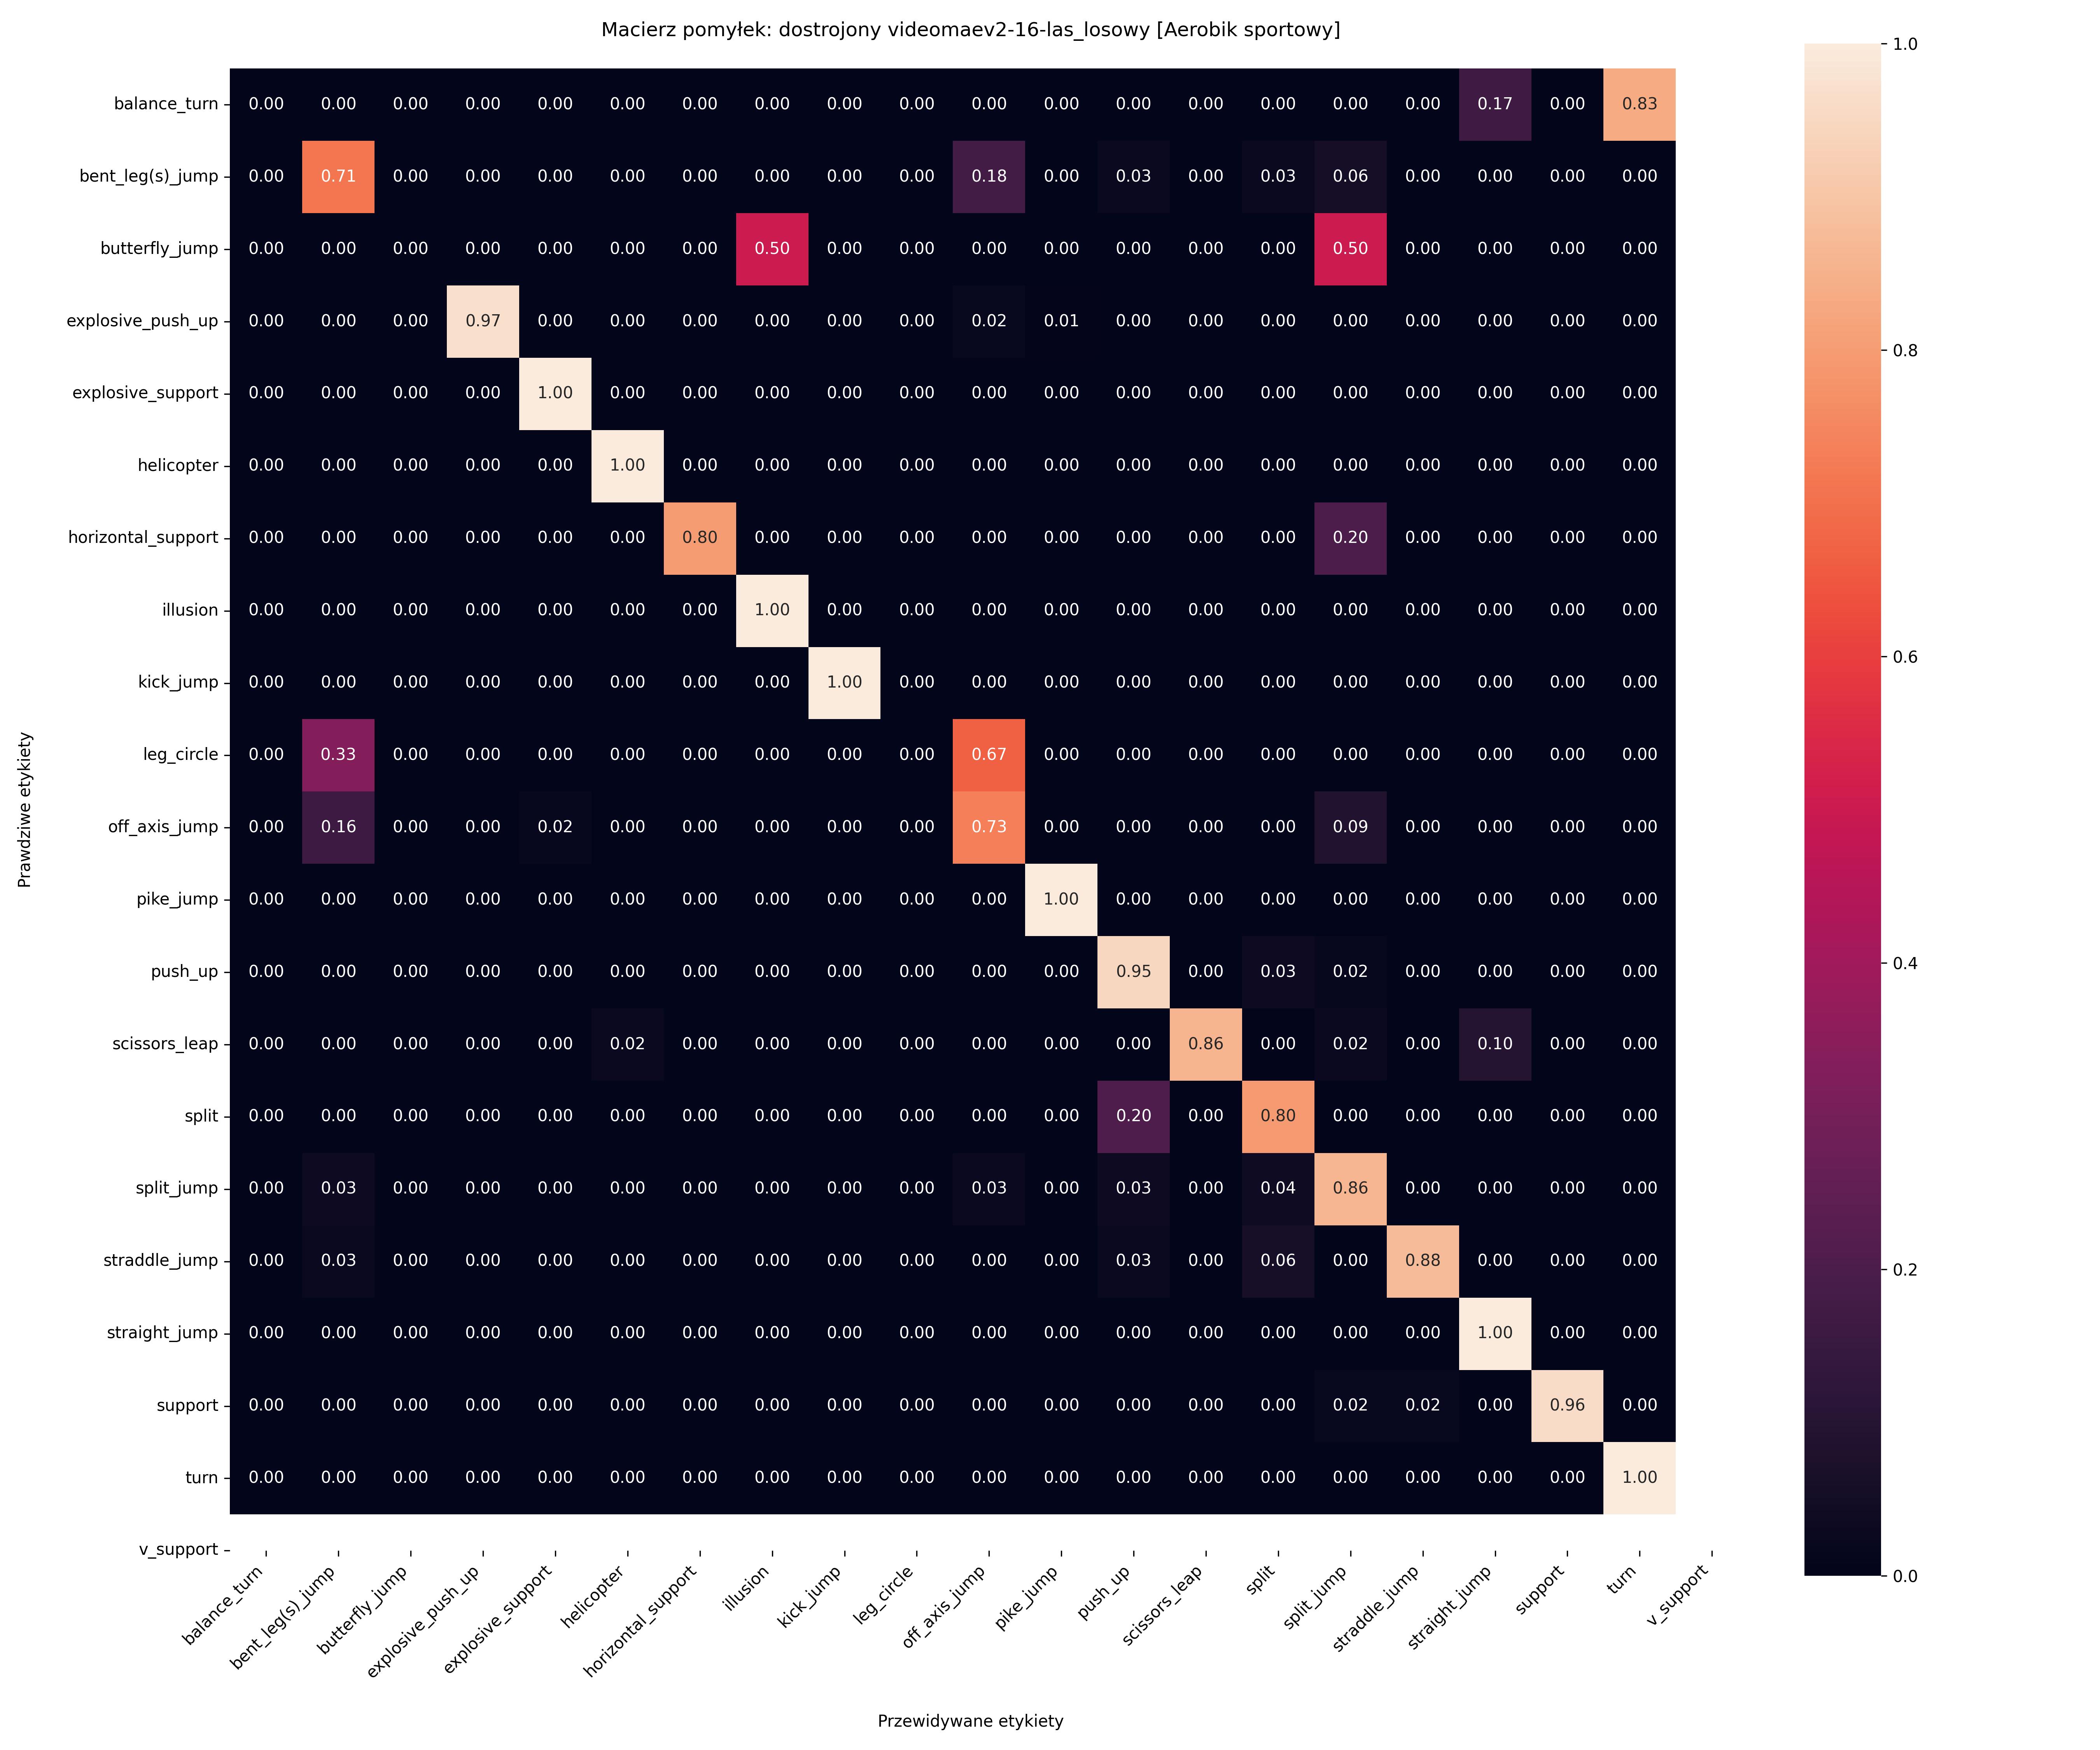 Macierz pomyłek: dostrojony videomaev2-16-las_losowy [Aerobik sportowy]
balance_turn 0.00 0.00 0.00 0.00 0.00 0.00 0.00 0.00 0.00 0.00 0.00 0.00 0.00 0.00 0.00 0.00 0.00 0.17 0.00 0.83
bent_leg(s)_jump 0.00 0.71 0.00 0.00 0.00 0.00 0.00 0.00 0.00 0.00 0.18 0.00 0.03 0.00 0.03 0.06 0.00 0.00 0.00 0.00
butterfly_jump 0.00 0.00 0.00 0.00 0.00 0.00 0.00 0.50 0.00 0.00 0.00 0.00 0.00 0.00 0.00 0.50 0.00 0.00 0.00 0.00
explosive_push_up 0.00 0.00 0.00 0.97 0.00 0.00 0.00 0.00 0.00 0.00 0.02 0.01 0.00 0.00 0.00 0.00 0.00 0.00 0.00 0.00
explosive_support 0.00 0.00 0.00 0.00 1.00 0.00 0.00 0.00 0.00 0.00 0.00 0.00 0.00 0.00 0.00 0.00 0.00 0.00 0.00 0.00
helicopter 0.00 0.00 0.00 0.00 0.00 1.00 0.00 0.00 0.00 0.00 0.00 0.00 0.00 0.00 0.00 0.00 0.00 0.00 0.00 0.00
horizontal_support 0.00 0.00 0.00 0.00 0.00 0.00 0.80 0.00 0.00 0.00 0.00 0.00 0.00 0.00 0.00 0.20 0.00 0.00 0.00 0.00
illusion 0.00 0.00 0.00 0.00 0.00 0.00 0.00 1.00 0.00 0.00 0.00 0.00 0.00 0.00 0.00 0.00 0.00 0.00 0.00 0.00
kick_jump 0.00 0.00 0.00 0.00 0.00 0.00 0.00 0.00 1.00 0.00 0.00 0.00 0.00 0.00 0.00 0.00 0.00 0.00 0.00 0.00
leg_circle 0.00 0.33 0.00 0.00 0.00 0.00 0.00 0.00 0.00 0.00 0.67 0.00 0.00 0.00 0.00 0.00 0.00 0.00 0.00 0.00
off_axis_jump 0.00 0.16 0.00 0.00 0.02 0.00 0.00 0.00 0.00 0.00 0.73 0.00 0.00 0.00 0.00 0.09 0.00 0.00 0.00 0.00
pike_jump 0.00 0.00 0.00 0.00 0.00 0.00 0.00 0.00 0.00 0.00 0.00 1.00 0.00 0.00 0.00 0.00 0.00 0.00 0.00 0.00
push_up 0.00 0.00 0.00 0.00 0.00 0.00 0.00 0.00 0.00 0.00 0.00 0.00 0.95 0.00 0.03 0.02 0.00 0.00 0.00 0.00
scissors_leap 0.00 0.00 0.00 0.00 0.00 0.02 0.00 0.00 0.00 0.00 0.00 0.00 0.00 0.86 0.00 0.02 0.00 0.10 0.00 0.00
split 0.00 0.00 0.00 0.00 0.00 0.00 0.00 0.00 0.00 0.00 0.00 0.00 0.20 0.00 0.80 0.00 0.00 0.00 0.00 0.00
split_jump 0.00 0.03 0.00 0.00 0.00 0.00 0.00 0.00 0.00 0.00 0.03 0.00 0.03 0.00 0.04 0.86 0.00 0.00 0.00 0.00
straddle_jump 0.00 0.03 0.00 0.00 0.00 0.00 0.00 0.00 0.00 0.00 0.00 0.00 0.03 0.00 0.06 0.00 0.88 0.00 0.00 0.00
straight_jump 0.00 0.00 0.00 0.00 0.00 0.00 0.00 0.00 0.00 0.00 0.00 0.00 0.00 0.00 0.00 0.00 0.00 1.00 0.00 0.00
support 0.00 0.00 0.00 0.00 0.00 0.00 0.00 0.00 0.00 0.00 0.00 0.00 0.00 0.00 0.00 0.02 0.02 0.00 0.96 0.00
turn 0.00 0.00 0.00 0.00 0.00 0.00 0.00 0.00 0.00 0.00 0.00 0.00 0.00 0.00 0.00 0.00 0.00 0.00 0.00 1.00
v_support
balance_turn bent_leg(s)_jump butterfly_jump explosive_push_up explosive_support helicopter horizontal_support illusion kick_jump leg_circle off_axis_jump pike_jump push_up scissors_leap split split_jump straddle_jump straight_jump support turn v_support
Prawdziwe etykiety
Przewidywane etykiety
1.0
0.8
0.6
0.4
0.2
0.0